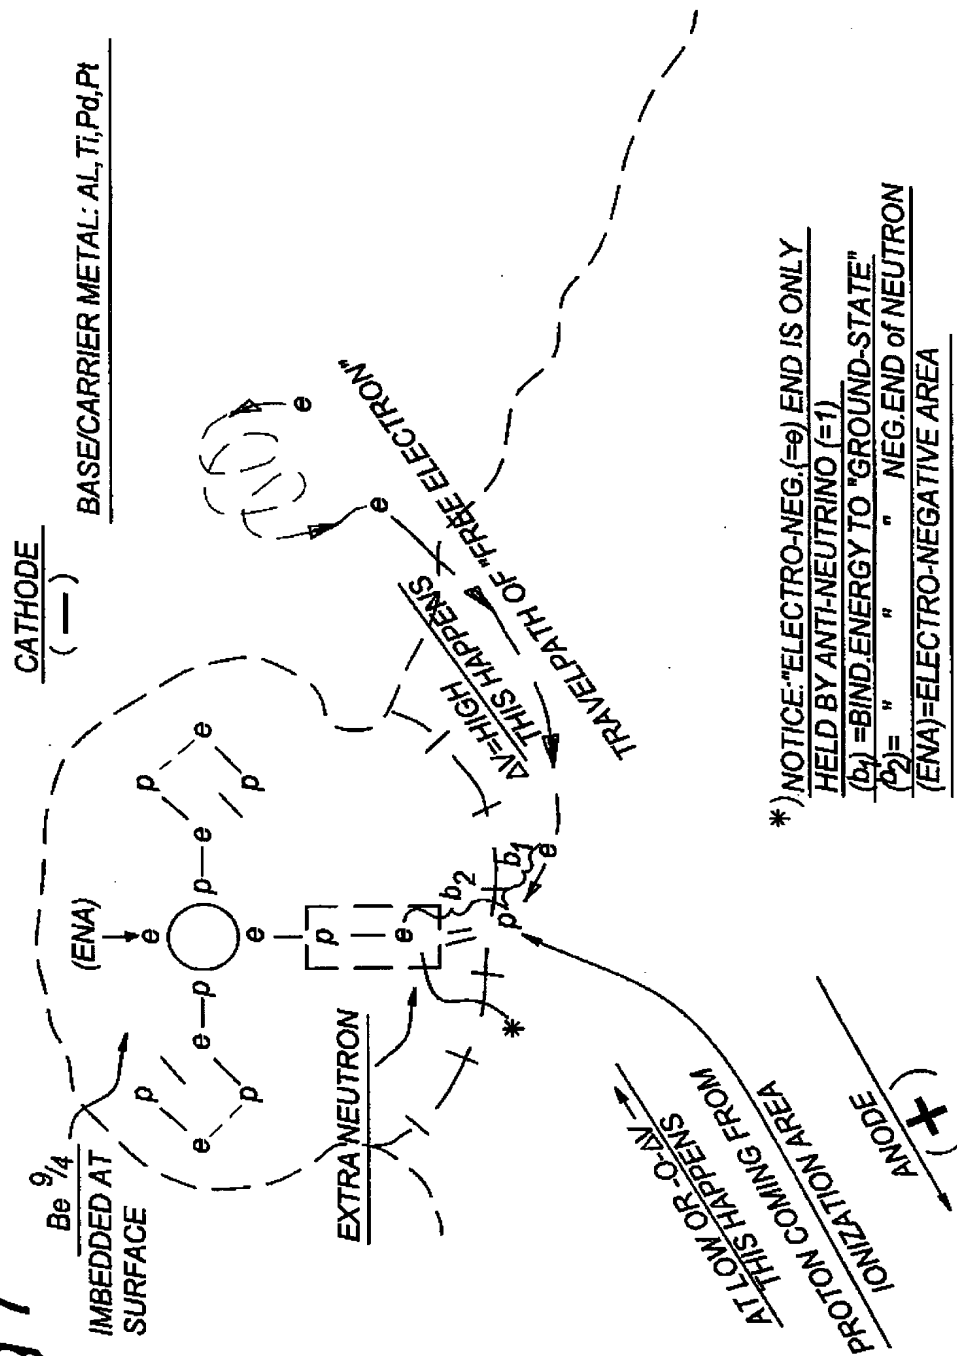 CATHODE
( — )
BASE/CARRIER METAL: AL,Ti,Pd,Pt
Be 9/4
IMBEDDED AT
SURFACE
(ENA)
e
p
p
e
e
p
p
e
p
e
p
p
e
e
p
e
EXTRA NEUTRON
b2
b1
p
e
*
e
e
ΔV=HIGH
THIS HAPPENS
TRAVELPATH OF "FREE ELECTRON"
AT LOW OR -O-ΔV
THIS HAPPENS
PROTON COMING FROM
IONIZATION AREA
ANODE
(+)
*) NOTICE:"ELECTRO-NEG.(=e) END IS ONLY
HELD BY ANTI-NEUTRINO (=1)
(b1) =BIND.ENERGY TO "GROUND-STATE"
(b2)= " " " NEG.END of NEUTRON
(ENA)=ELECTRO-NEGATIVE AREA